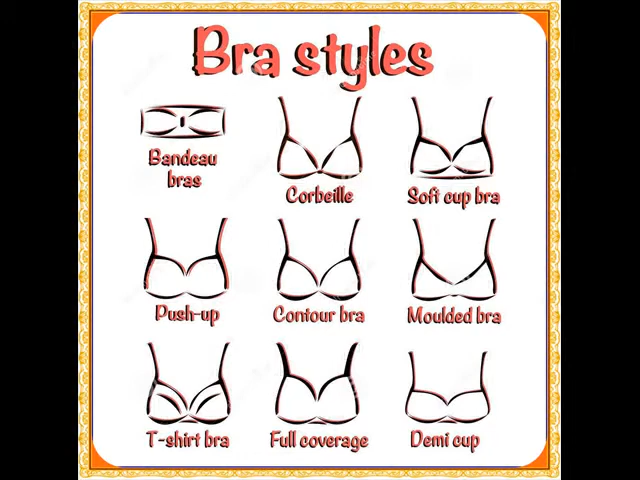 Bra styles
Bandeau
bras
Corbeille
Soft cup bra
Push-up
Contour bra
Moulded bra
T-shirt bra
Full coverage
Demi cup